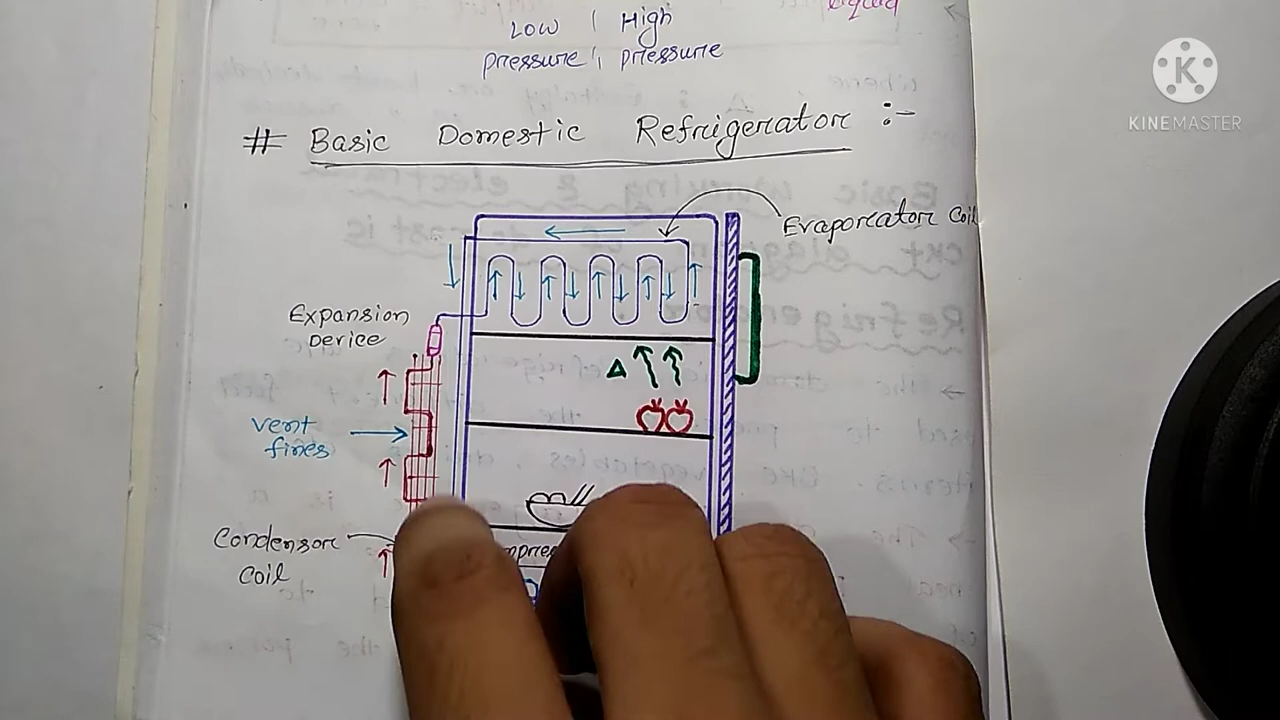 Low | High
pressure | pressure
# Basic Domestic Refrigerator :-
Evaporator Coil
Expansion
Device
vent
fines
Condensor
coil
KINEMASTER